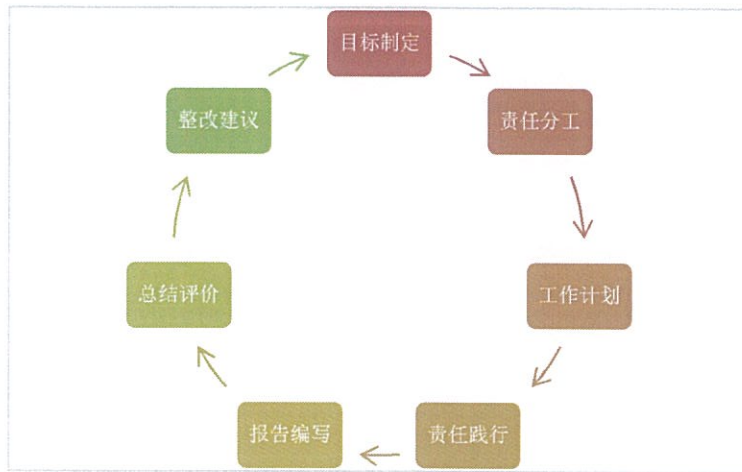 目标制定
责任分工
工作计划
责任践行
报告编写
总结评价
整改建议